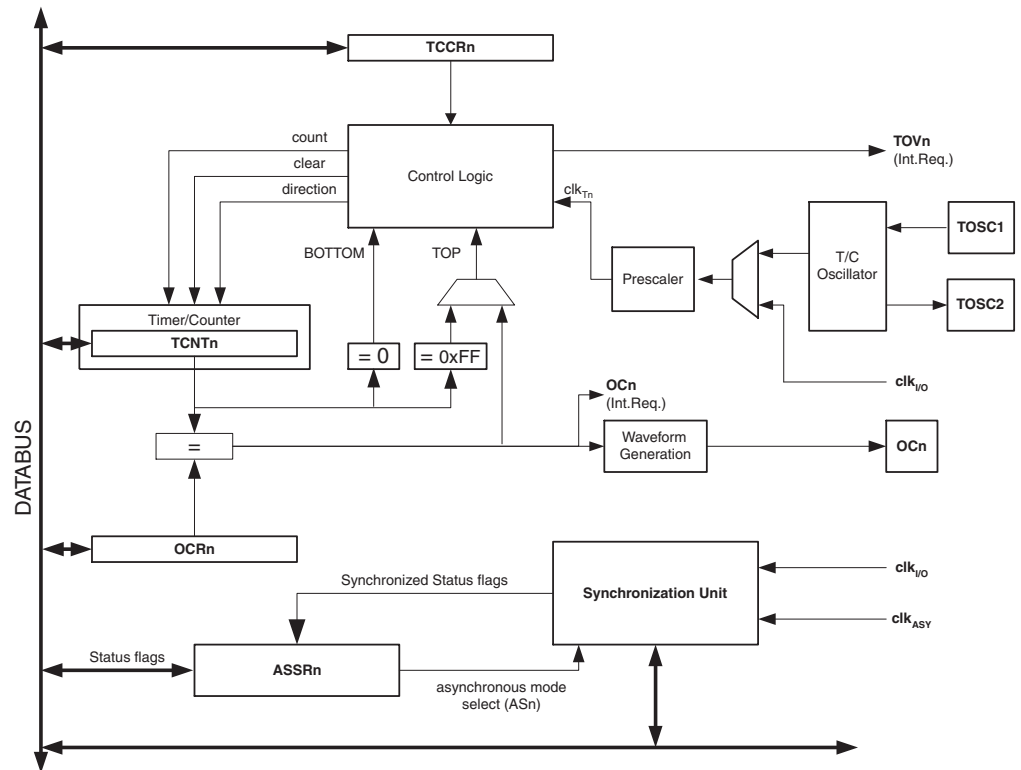 TCCRn
count
clear
direction
Control Logic
clkTn
TOVn
(Int.Req.)
BOTTOM
TOP
Prescaler
T/C
Oscillator
TOSC1
TOSC2
Timer/Counter
TCNTn
= 0
= 0xFF
clkI/O
OCn
(Int.Req.)
=
Waveform
Generation
OCn
DATABUS
OCRn
Synchronized Status flags
Synchronization Unit
clkI/O
clkASY
Status flags
ASSRn
asynchronous mode
select (ASn)